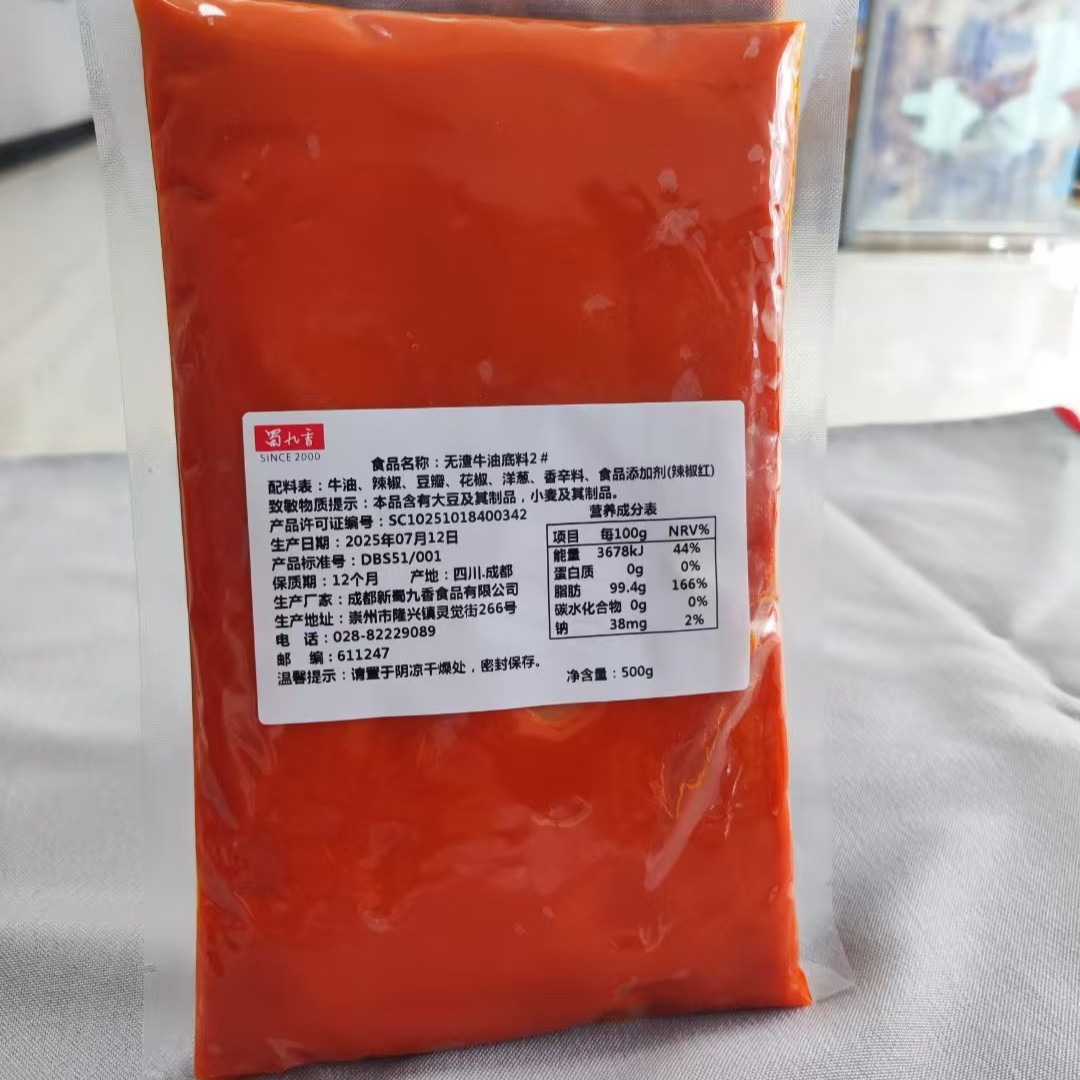 蜀九香
SINCE 2000
食品名称：无渣牛油底料2#
配料表：牛油、辣椒、豆瓣、花椒、洋葱、香辛料、食品添加剂(辣椒红)
致敏物质提示：本品含有大豆及其制品，小麦及其制品。
产品许可证编号：SC10251018400342
生产日期：2025年07月12日
产品标准号：DBS51/001
保质期：12个月 产地：四川.成都
生产厂家：成都新蜀九香食品有限公司
生产地址：崇州市隆兴镇灵觉街266号
电 话：028-82229089
邮 编：611247
温馨提示：请置于阴凉干燥处，密封保存。
营养成分表
项目 每100g NRV%
能量 3678kJ 44%
蛋白质 0g 0%
脂肪 99.4g 166%
碳水化合物 0g 0%
钠 38mg 2%
净含量：500g